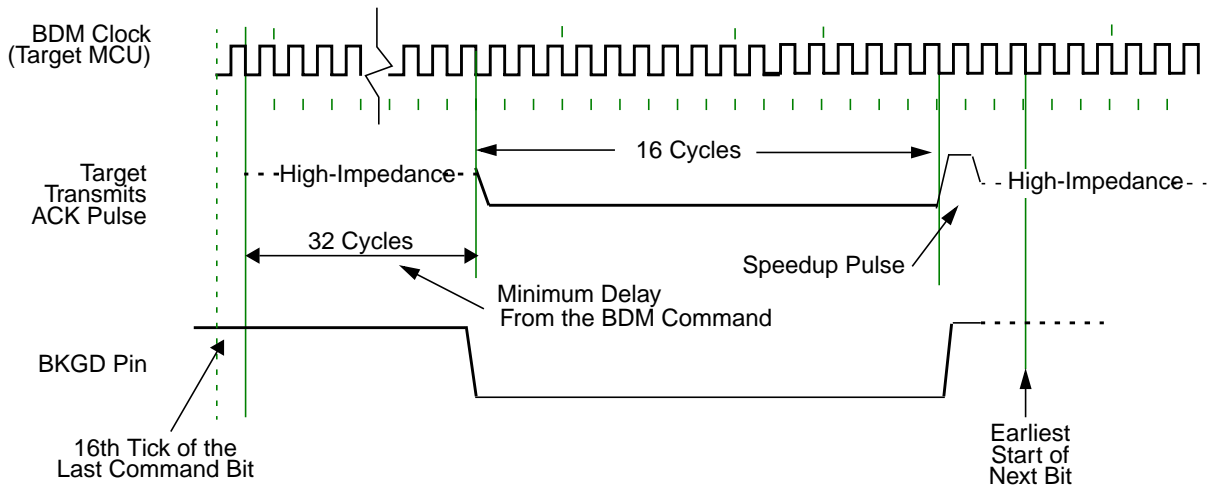 BDM Clock
(Target MCU)
16 Cycles
Target
Transmits
ACK Pulse
High-Impedance
High-Impedance
32 Cycles
Speedup Pulse
Minimum Delay
From the BDM Command
BKGD Pin
16th Tick of the
Last Command Bit
Earliest
Start of
Next Bit